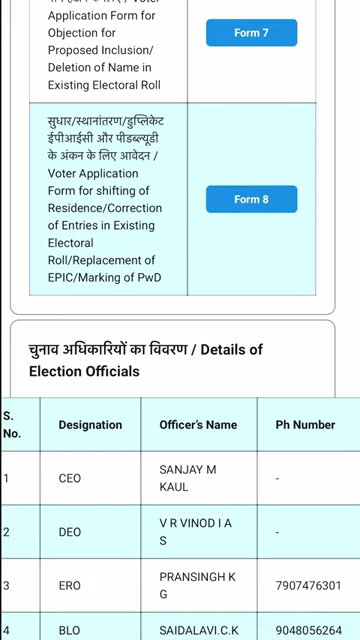 Application Form for
Objection for
Proposed Inclusion/
Deletion of Name in
Existing Electoral Roll
Form 7
सुधार/स्थानांतरण/डुप्लिकेट
ईपीआईसी और पीडब्ल्यूडी
के अंकन के लिए आवेदन /
Voter Application
Form for shifting of
Residence/Correction
of Entries in Existing
Electoral
Roll/Replacement of
EPIC/Marking of PwD
Form 8
चुनाव अधिकारियों का विवरण / Details of
Election Officials
S.
No.
Designation
Officer's Name
Ph Number
1
CEO
SANJAY M
KAUL
-
2
DEO
V R VINOD I A
S
-
3
ERO
PRANSINGH K
G
7907476301
4
BLO
SAIDALAVI.C.K
9048056264